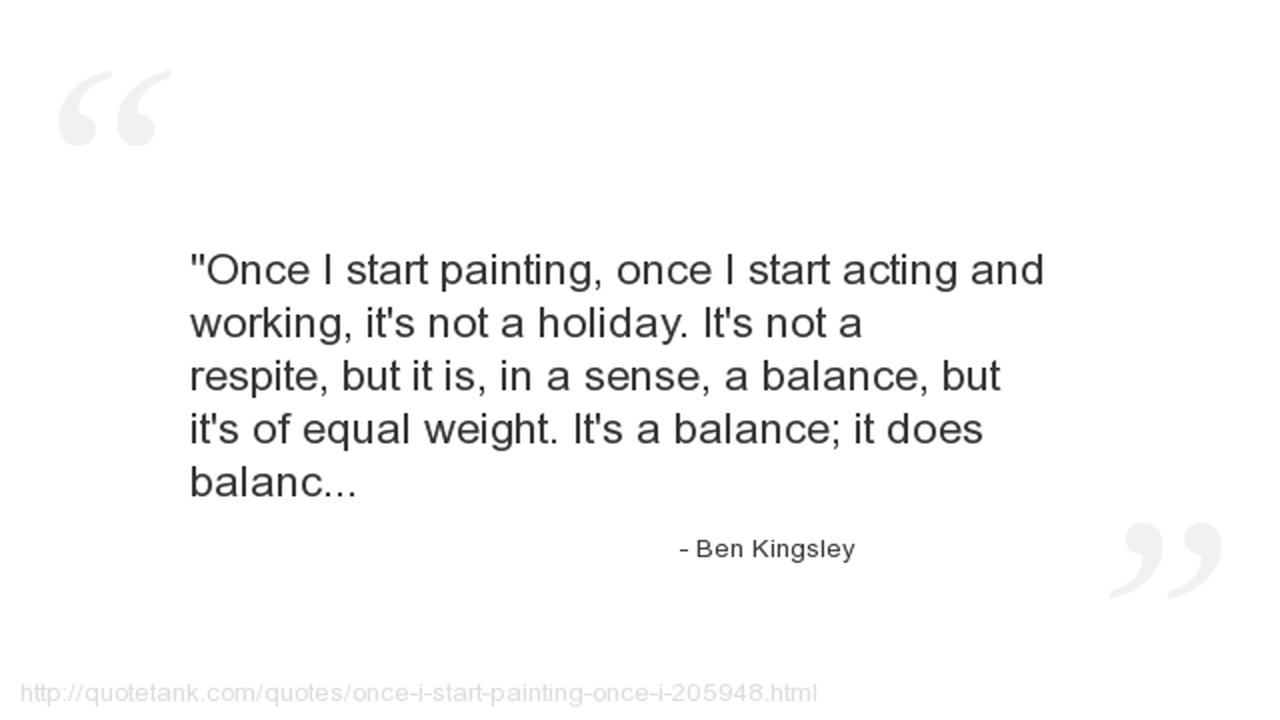 "Once I start painting, once I start acting and
working, it's not a holiday. It's not a
respite, but it is, in a sense, a balance, but
it's of equal weight. It's a balance; it does
balanc...
- Ben Kingsley
http://quotetank.com/quotes/once-i-start-painting-once-i-205948.html